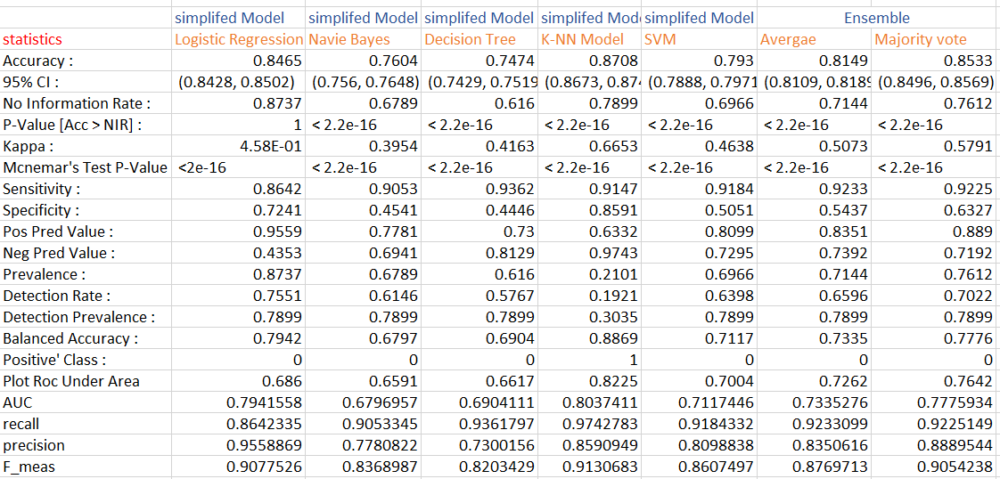 simplifed Model simplifed Model simplifed Model simplifed Mod simplifed Model Ensemble
statistics Logistic Regression Navie Bayes Decision Tree K-NN Model SVM Avergae Majority vote
Accuracy : 0.8465 0.7604 0.7474 0.8708 0.793 0.8149 0.8533
95% CI : (0.8428, 0.8502) (0.756, 0.7648) (0.7429, 0.7519 (0.8673, 0.874 (0.7888, 0.7971 (0.8109, 0.8189 (0.8496, 0.8569)
No Information Rate : 0.8737 0.6789 0.616 0.7899 0.6966 0.7144 0.7612
P-Value [Acc > NIR] : 1 < 2.2e-16 < 2.2e-16 < 2.2e-16 < 2.2e-16 < 2.2e-16 < 2.2e-16
Kappa : 4.58E-01 0.3954 0.4163 0.6653 0.4638 0.5073 0.5791
Mcnemar's Test P-Value <2e-16 < 2.2e-16 < 2.2e-16 < 2.2e-16 < 2.2e-16 < 2.2e-16 < 2.2e-16
Sensitivity : 0.8642 0.9053 0.9362 0.9147 0.9184 0.9233 0.9225
Specificity : 0.7241 0.4541 0.4446 0.8591 0.5051 0.5437 0.6327
Pos Pred Value : 0.9559 0.7781 0.73 0.6332 0.8099 0.8351 0.889
Neg Pred Value : 0.4353 0.6941 0.8129 0.9743 0.7295 0.7392 0.7192
Prevalence : 0.8737 0.6789 0.616 0.2101 0.6966 0.7144 0.7612
Detection Rate : 0.7551 0.6146 0.5767 0.1921 0.6398 0.6596 0.7022
Detection Prevalence : 0.7899 0.7899 0.7899 0.3035 0.7899 0.7899 0.7899
Balanced Accuracy : 0.7942 0.6797 0.6904 0.8869 0.7117 0.7335 0.7776
Positive' Class : 0 0 0 1 0 0 0
Plot Roc Under Area 0.686 0.6591 0.6617 0.8225 0.7004 0.7262 0.7642
AUC 0.7941558 0.6796957 0.6904111 0.8037411 0.7117446 0.7335276 0.7775934
recall 0.8642335 0.9053345 0.9361797 0.9742783 0.9184332 0.9233099 0.9225149
precision 0.9558869 0.7780822 0.7300156 0.8590949 0.8098838 0.8350616 0.8889544
F_meas 0.9077526 0.8368987 0.8203429 0.9130683 0.8607497 0.8769713 0.9054238